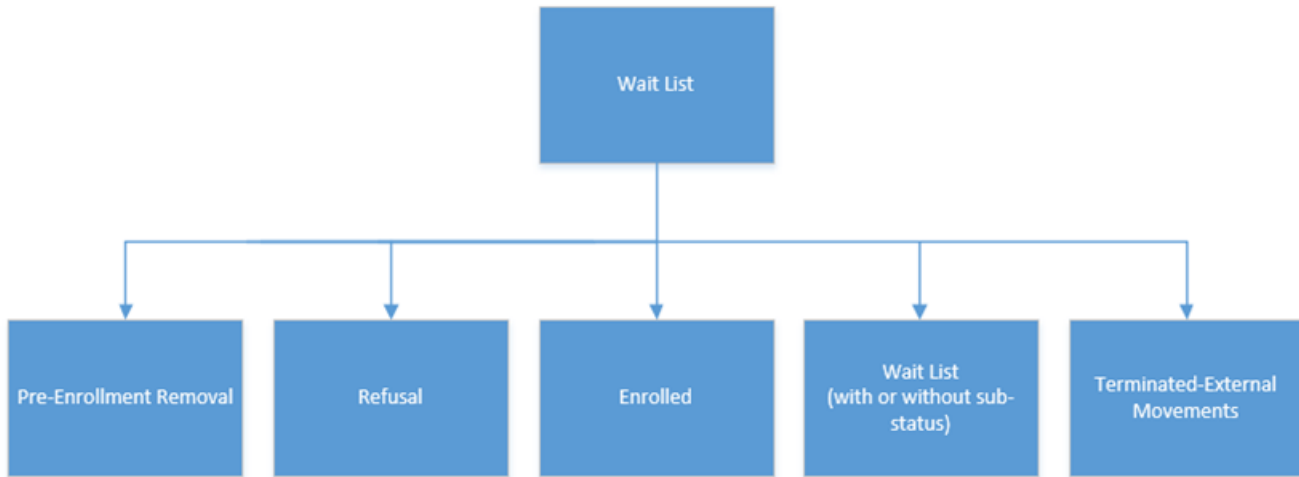 Wait List
Pre-Enrollment Removal
Refusal
Enrolled
Wait List
(with or without sub-
status)
Terminated-External
Movements